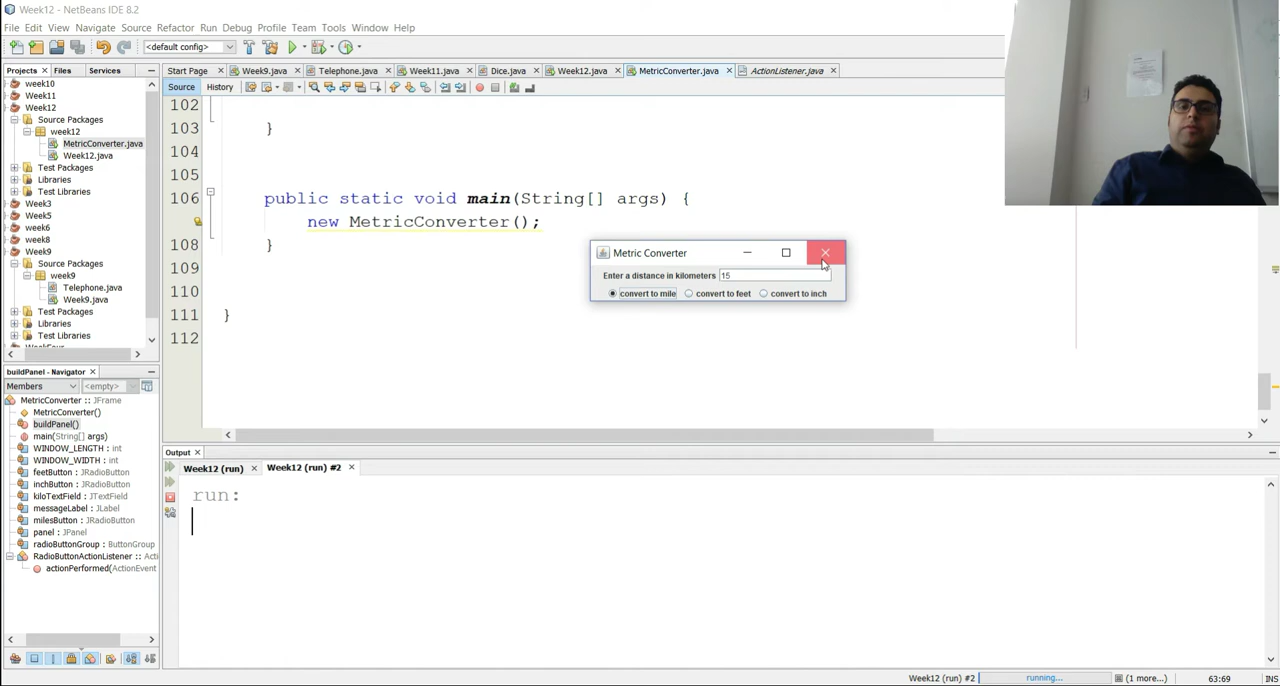 Week12 - NetBeans IDE 8.2
File Edit View Navigate Source Refactor Run Debug Profile Team Tools Window Help
<default config>
Projects Files Services
Start Page Week9.java Telephone.java Week11.java Dice.java Week12.java MetricConverter.java ActionListener.java
Source History
week10
Week11
Week12
Source Packages
week12
MetricConverter.java
Week12.java
Test Packages
Libraries
Test Libraries
Week3
Week5
week6
week8
Week9
Source Packages
week9
Telephone.java
Week9.java
Test Packages
Libraries
Test Libraries
102
103 }
104
105
106 public static void main(String[] args) {
new MetricConverter();
108 }
109
110
111 }
112
Metric Converter
Enter a distance in kilometers 15
convert to mile convert to feet convert to inch
buildPanel - Navigator
Members <empty>
MetricConverter :: JFrame
MetricConverter()
buildPanel()
main(String[] args)
WINDOW_LENGTH : int
WINDOW_WIDTH : int
feetButton : JRadioButton
inchButton : JRadioButton
kiloTextField : JTextField
messageLabel : JLabel
milesButton : JRadioButton
panel : JPanel
radioButtonGroup : ButtonGroup
RadioButtonActionListener :: Acti
actionPerformed(ActionEvent
Output
Week12 (run) Week12 (run) #2
run:
Week12 (run) #2 running... (1 more...) 63:69 INS